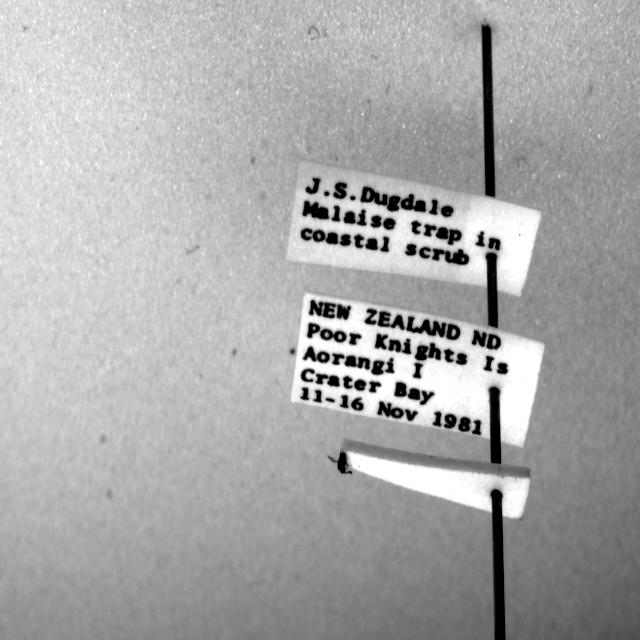 J.S.Dugdale
Malaise trap in
coastal scrub
NEW ZEALAND ND
Poor Knights Is
Aorangi I
Crater Bay
11-16 Nov 1981